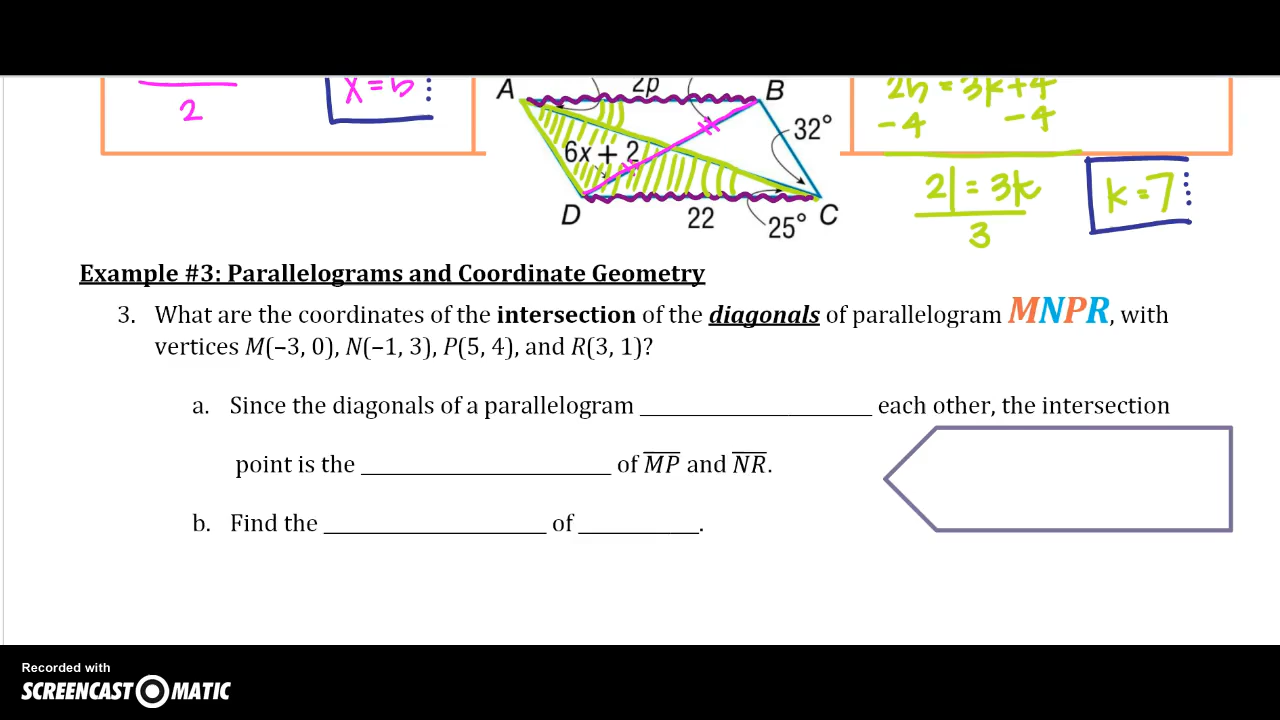 2
x = 5
A
2p
B
6x + 2
32°
D
22
25°
C
25 = 3k + 4
-4 -4
21 = 3k
3
k = 7
Example #3: Parallelograms and Coordinate Geometry
3. What are the coordinates of the intersection of the diagonals of parallelogram MNPR, with
vertices M(–3, 0), N(–1, 3), P(5, 4), and R(3, 1)?
a. Since the diagonals of a parallelogram ____________________ each other, the intersection
point is the ____________________ of MP and NR.
b. Find the ____________________ of __________.
Recorded with
SCREENCAST MATIC